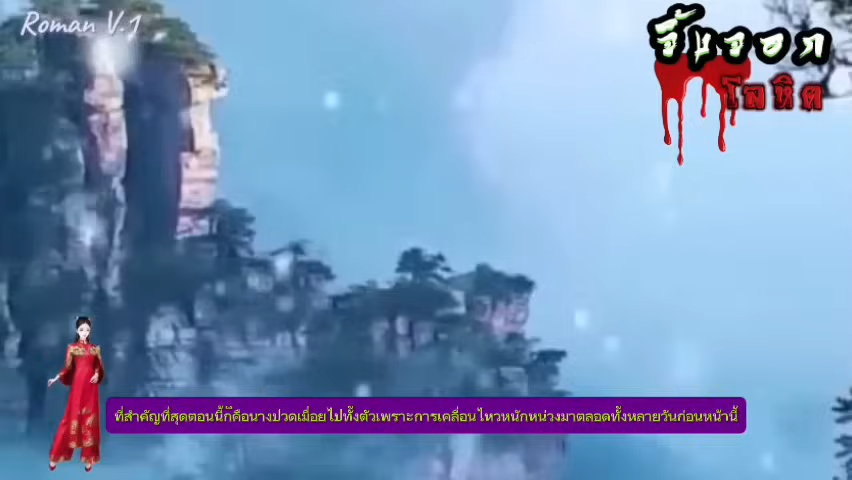 Roman V.1
จิ้งจอก
โลหิต
ที่สำคัญที่สุดตอนนี้ก็คือนางปวดเมื่อยไปทั้งตัวเพราะการเคลื่อนไหวหนักหน่วงมาตลอดทั้งหลายวันก่อนหน้านี้